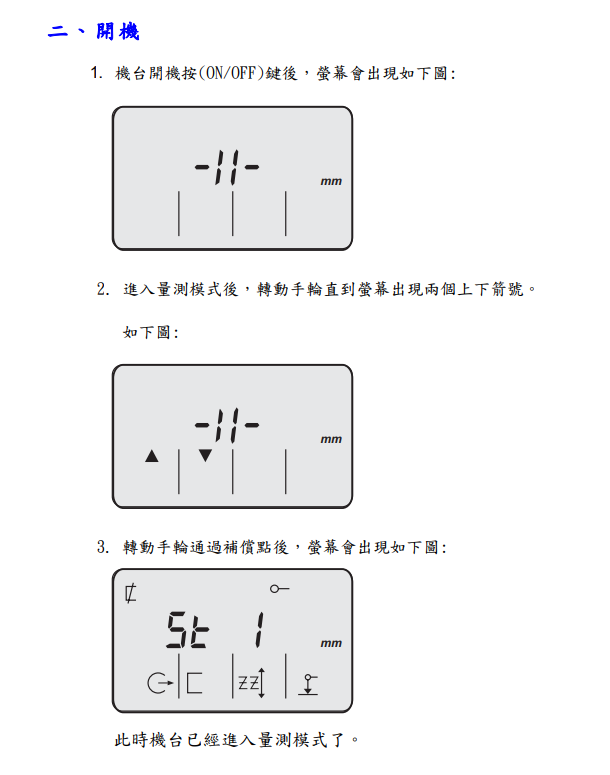 二、開機
1. 機台開機按(ON/OFF)鍵後，螢幕會出現如下圖:
-11-
mm
2. 進入量測模式後，轉動手輪直到螢幕出現兩個上下箭號。
如下圖:
-11-
mm
▲ ▼
3. 轉動手輪通過補償點後，螢幕會出現如下圖:
St 1
mm
ZZ
此時機台已經進入量測模式了。